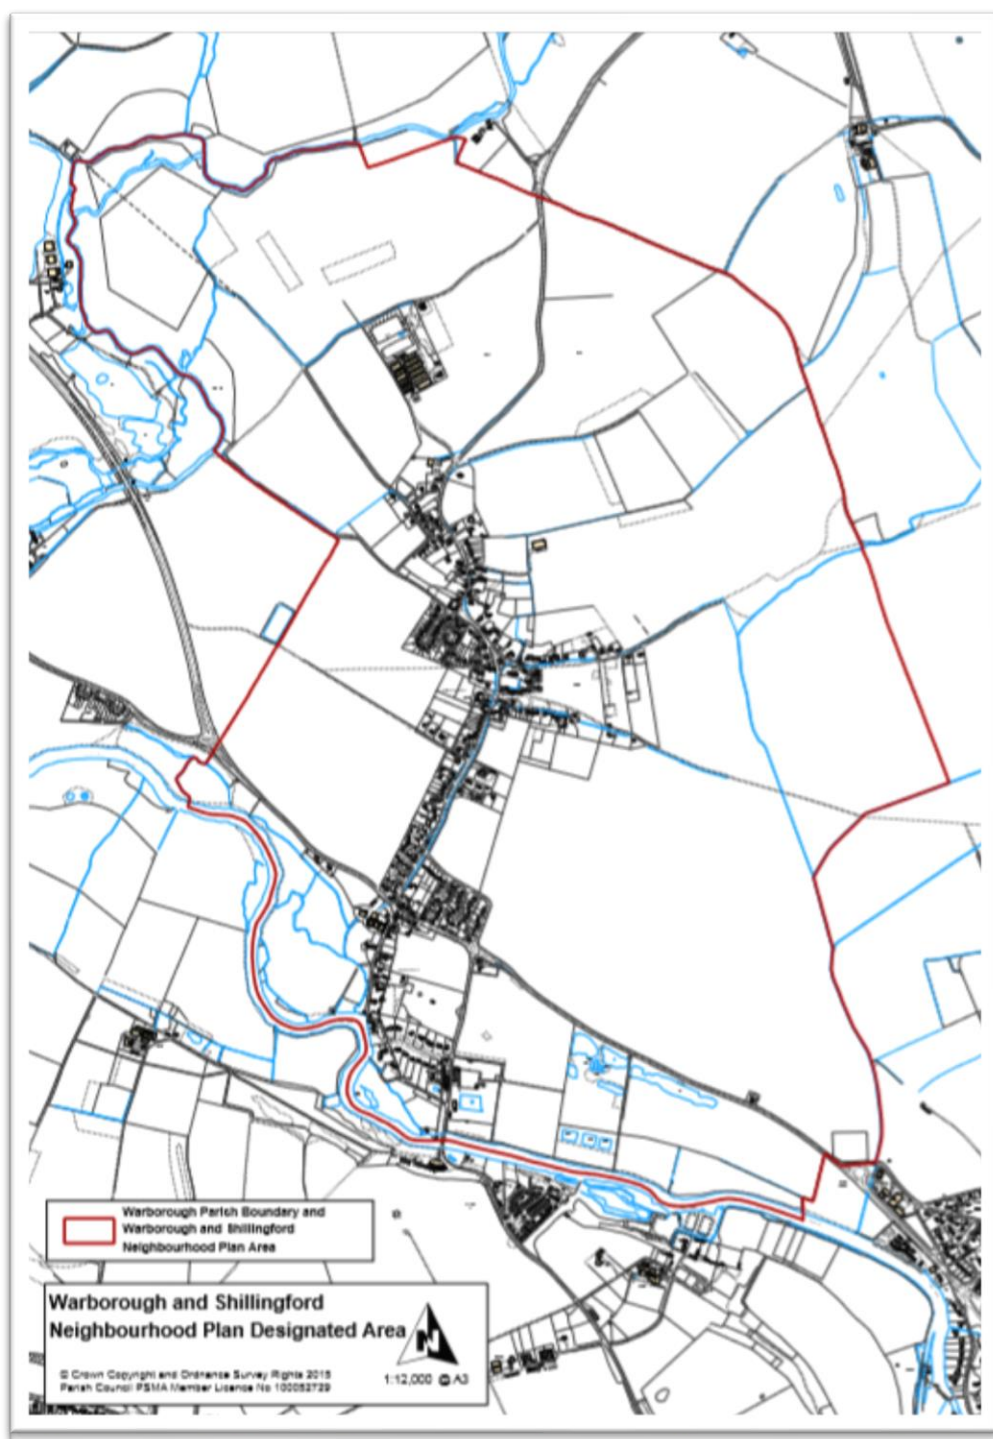 Warborough Parish Boundary and
Warborough and Shillingford
Neighbourhood Plan Area
Warborough and Shillingford
Neighbourhood Plan Designated Area
N
© Crown Copyright and Ordnance Survey Rights 2015
Parish Council PSMA Member Licence No 100052729
1:12,000 @ A3